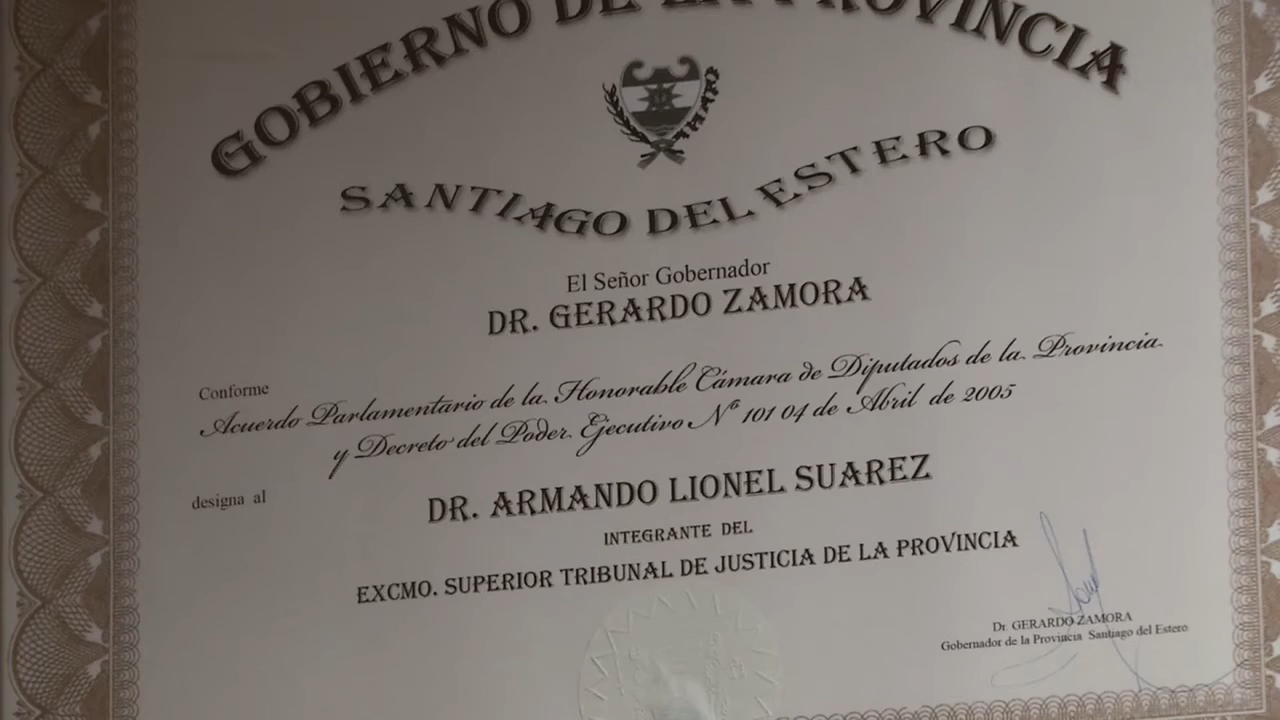 GOBIERNO DE LA PROVINCIA
SANTIAGO DEL ESTERO
El Señor Gobernador
DR. GERARDO ZAMORA
Conforme
Acuerdo Parlamentario de la Honorable Cámara de Diputados de la Provincia
y Decreto del Poder Ejecutivo Nº 101 04 de Abril de 2005
designa al
DR. ARMANDO LIONEL SUAREZ
INTEGRANTE DEL
EXCMO. SUPERIOR TRIBUNAL DE JUSTICIA DE LA PROVINCIA
Dr. GERARDO ZAMORA
Gobernador de la Provincia Santiago del Estero